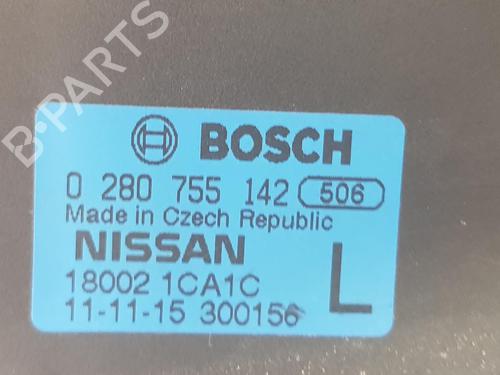 B-PARTS
BOSCH
0 280 755 142 506
Made in Czech Republic
NISSAN
18002 1CA1C
11-11-15 300156
L